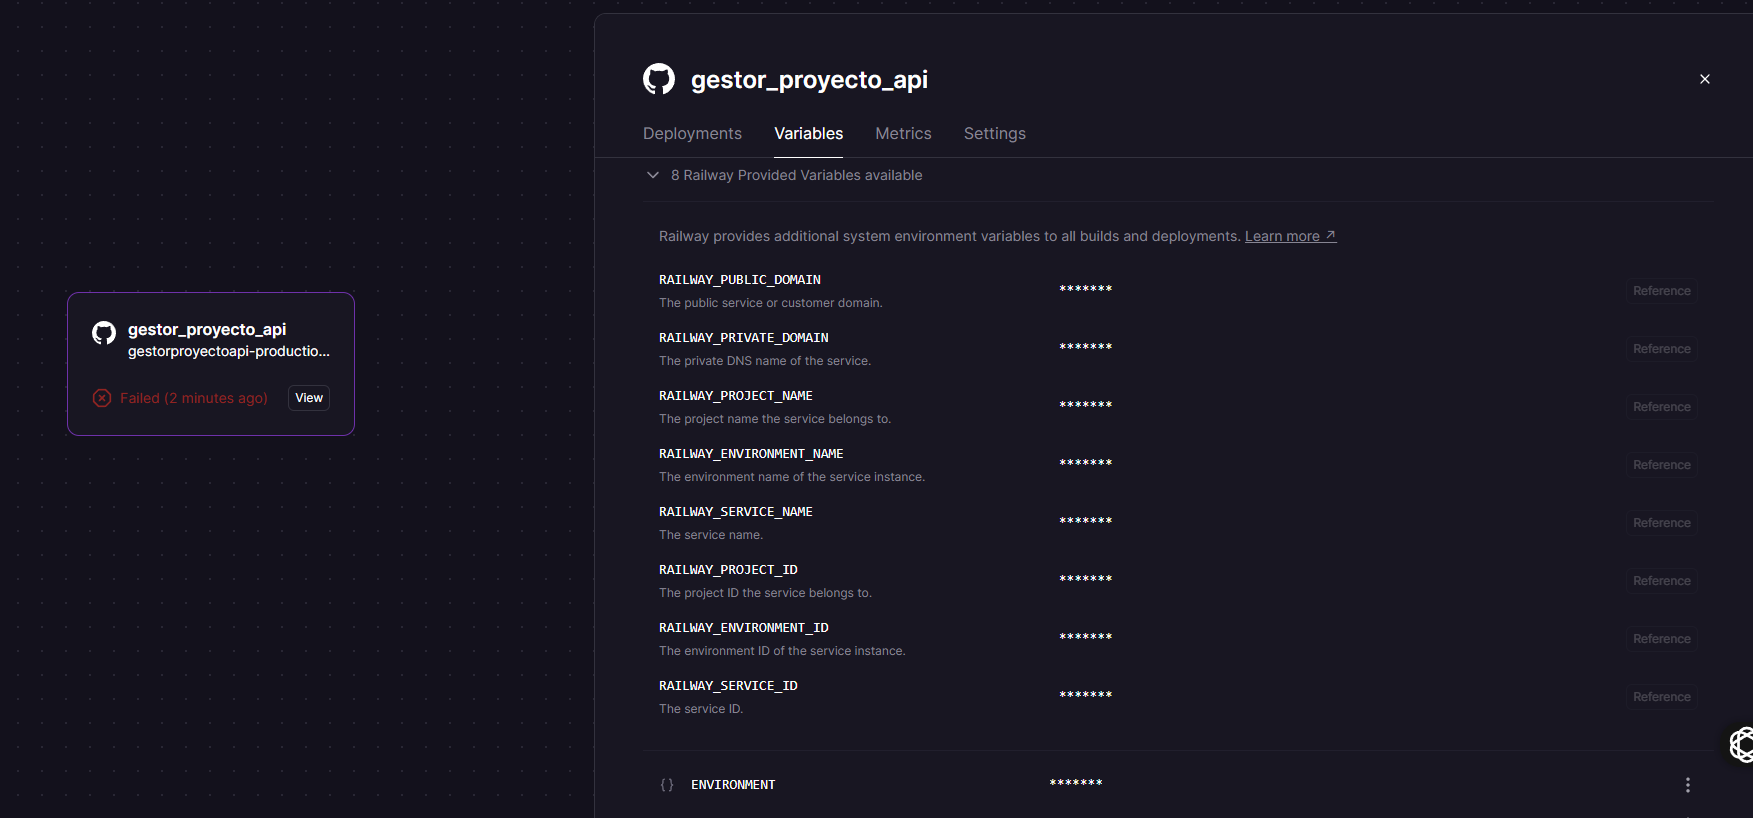 gestor_proyecto_api
Deployments Variables Metrics Settings
8 Railway Provided Variables available
Railway provides additional system environment variables to all builds and deployments. Learn more ↗
RAILWAY_PUBLIC_DOMAIN
The public service or customer domain.
*******
Reference
RAILWAY_PRIVATE_DOMAIN
The private DNS name of the service.
*******
Reference
RAILWAY_PROJECT_NAME
The project name the service belongs to.
*******
Reference
RAILWAY_ENVIRONMENT_NAME
The environment name of the service instance.
*******
Reference
RAILWAY_SERVICE_NAME
The service name.
*******
Reference
RAILWAY_PROJECT_ID
The project ID the service belongs to.
*******
Reference
RAILWAY_ENVIRONMENT_ID
The environment ID of the service instance.
*******
Reference
RAILWAY_SERVICE_ID
The service ID.
*******
Reference
{} ENVIRONMENT *******
gestor_proyecto_api
gestorproyectoapi-productio...
Failed (2 minutes ago) View